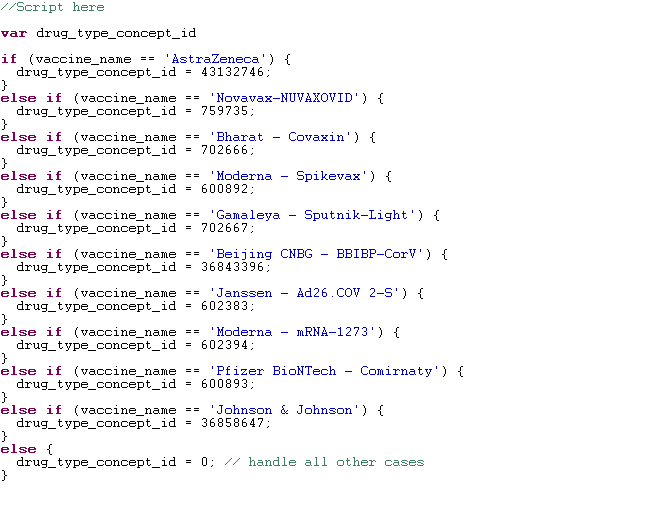 //Script here
var drug_type_concept_id
if (vaccine_name == 'AstraZeneca') {
  drug_type_concept_id = 43132746;
}
else if (vaccine_name == 'Novavax-NUVAXOVID') {
  drug_type_concept_id = 759735;
}
else if (vaccine_name == 'Bharat - Covaxin') {
  drug_type_concept_id = 702666;
}
else if (vaccine_name == 'Moderna - Spikevax') {
  drug_type_concept_id = 600892;
}
else if (vaccine_name == 'Gamaleya - Sputnik-Light') {
  drug_type_concept_id = 702667;
}
else if (vaccine_name == 'Beijing CNBG - BBIBP-CorV') {
  drug_type_concept_id = 36843396;
}
else if (vaccine_name == 'Janssen - Ad26.COV 2-S') {
  drug_type_concept_id = 602383;
}
else if (vaccine_name == 'Moderna - mRNA-1273') {
  drug_type_concept_id = 602394;
}
else if (vaccine_name == 'Pfizer BioNTech - Comirnaty') {
  drug_type_concept_id = 600893;
}
else if (vaccine_name == 'Johnson & Johnson') {
  drug_type_concept_id = 36858647;
}
else {
  drug_type_concept_id = 0; // handle all other cases
}